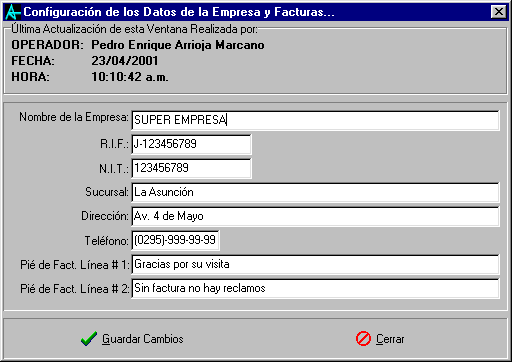 Configuración de los Datos de la Empresa y Facturas...
Última Actualización de esta Ventana Realizada por:
OPERADOR: Pedro Enrique Arrioja Marcano
FECHA: 23/04/2001
HORA: 10:10:42 a.m.
Nombre de la Empresa: SUPER EMPRESA
R.I.F.: J-123456789
N.I.T.: 123456789
Sucursal: La Asunción
Dirección: Av. 4 de Mayo
Teléfono: (0295)-999-99-99
Pié de Fact. Línea # 1: Gracias por su visita
Pié de Fact. Línea # 2: Sin factura no hay reclamos
Guardar Cambios Cerrar